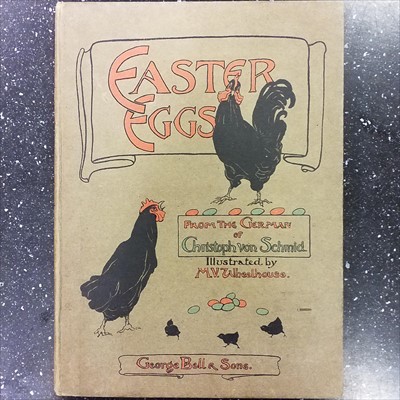 EASTER
EGGS
FROM THE GERMAN
of
Christoph von Schmid.
Illustrated by
M.V. Wheelhouse.
George Bell & Sons.